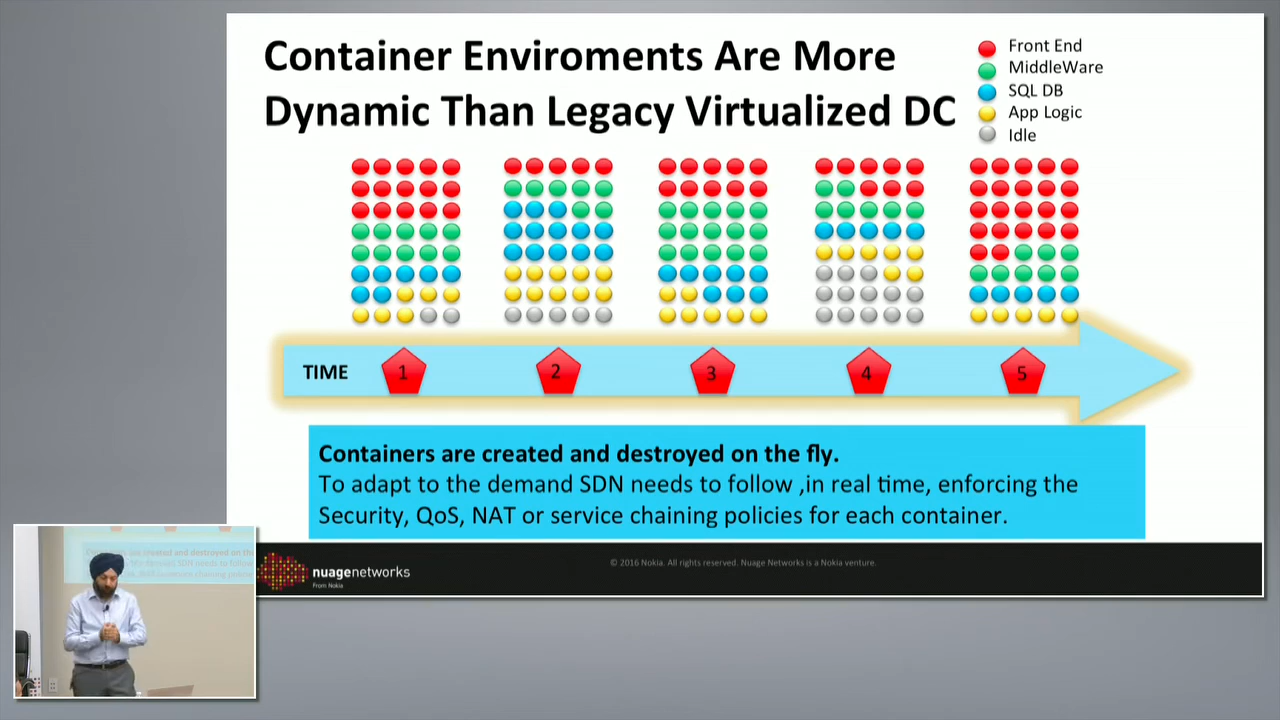 Container Enviroments Are More
Dynamic Than Legacy Virtualized DC
Front End
MiddleWare
SQL DB
App Logic
Idle
TIME
1
2
3
4
5
Containers are created and destroyed on the fly.
To adapt to the demand SDN needs to follow ,in real time, enforcing the
Security, QoS, NAT or service chaining policies for each container.
nuagenetworks
From Nokia
© 2016 Nokia. All rights reserved. Nuage Networks is a Nokia venture.